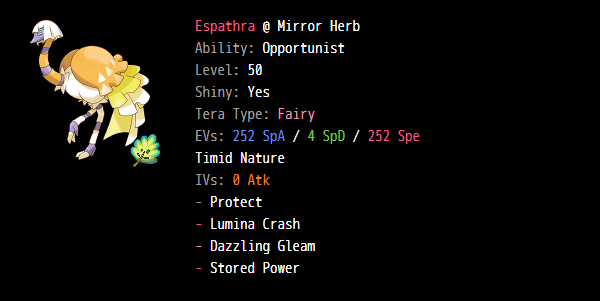 Espathra @ Mirror Herb
Ability: Opportunist
Level: 50
Shiny: Yes
Tera Type: Fairy
EVs: 252 SpA / 4 SpD / 252 Spe
Timid Nature
IVs: 0 Atk
- Protect
- Lumina Crash
- Dazzling Gleam
- Stored Power